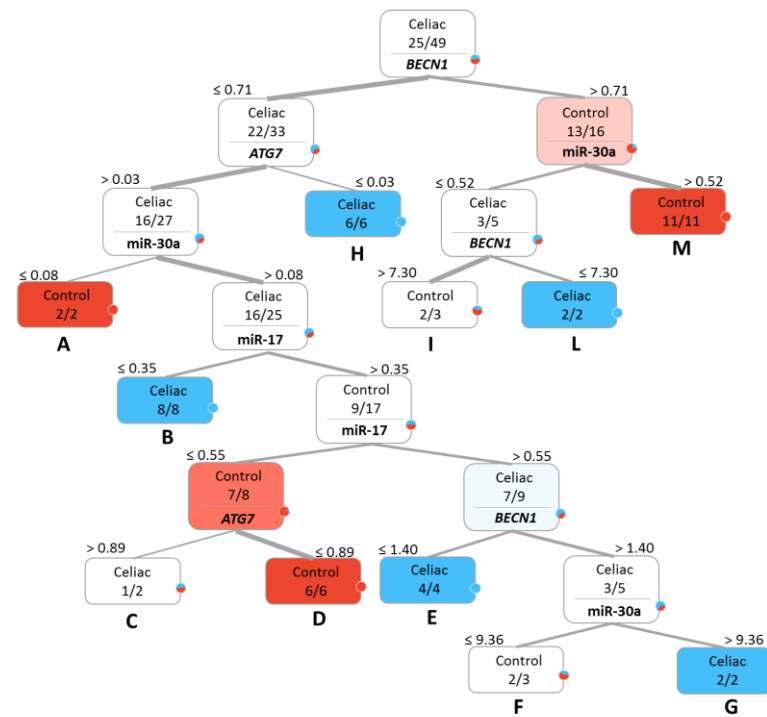 Celiac
25/49
BECN1
≤ 0.71
> 0.71
Celiac
22/33
ATG7
Control
13/16
miR-30a
> 0.03
≤ 0.03
≤ 0.52
> 0.52
Celiac
16/27
miR-30a
Celiac
6/6
H
Celiac
3/5
BECN1
Control
11/11
M
≤ 0.08
> 0.08
> 7.30
≤ 7.30
Control
2/2
A
Celiac
16/25
miR-17
Control
2/3
I
Celiac
2/2
L
≤ 0.35
> 0.35
Celiac
8/8
B
Control
9/17
miR-17
≤ 0.55
> 0.55
Control
7/8
ATG7
Celiac
7/9
BECN1
> 0.89
≤ 0.89
≤ 1.40
> 1.40
Celiac
1/2
C
Control
6/6
D
Celiac
4/4
E
Celiac
3/5
miR-30a
≤ 9.36
> 9.36
Control
2/3
F
Celiac
2/2
G